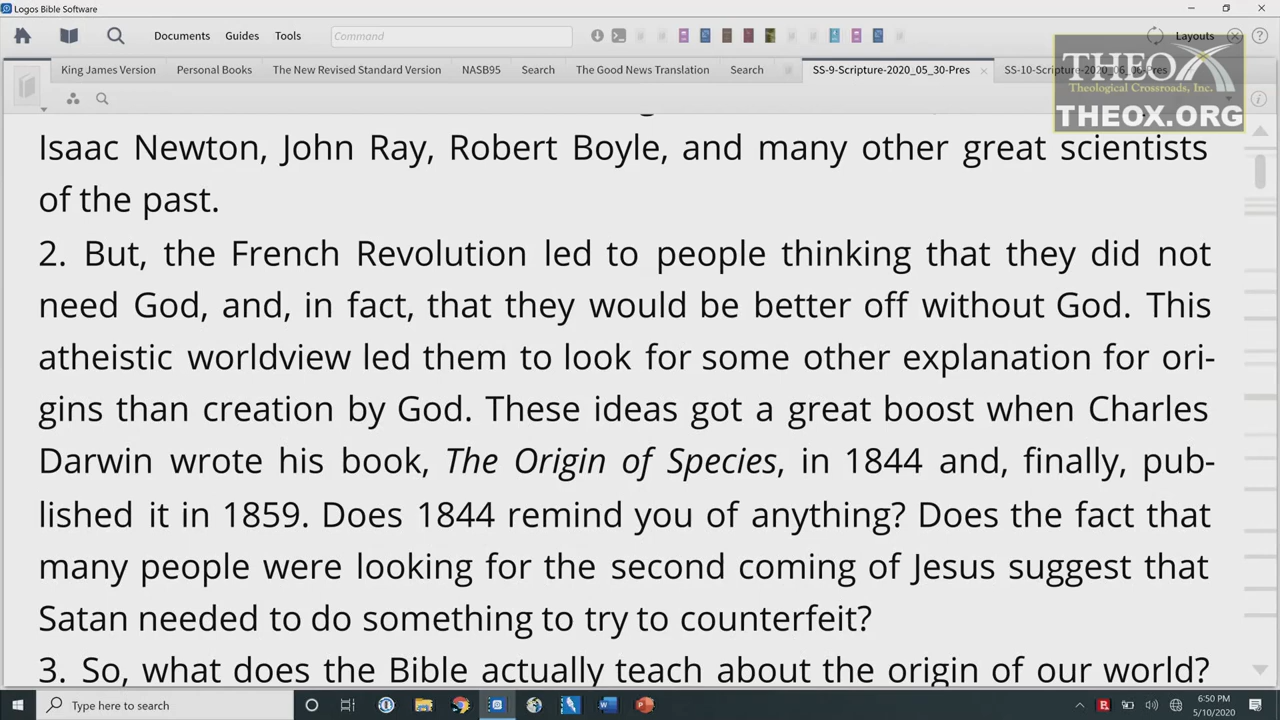 Logos Bible Software
Documents Guides Tools Command Layouts
King James Version Personal Books The New Revised Standard V NASB95 Search The Good News Translation Search SS-9-Scripture-2020_05_30-Pres SS-10-Scripture-2020_06_06-Pres
THEOX
Theological Crossroads, Inc.
THEOX.ORG
Isaac Newton, John Ray, Robert Boyle, and many other great scientists
of the past.
2. But, the French Revolution led to people thinking that they did not
need God, and, in fact, that they would be better off without God. This
atheistic worldview led them to look for some other explanation for ori-
gins than creation by God. These ideas got a great boost when Charles
Darwin wrote his book, The Origin of Species, in 1844 and, finally, pub-
lished it in 1859. Does 1844 remind you of anything? Does the fact that
many people were looking for the second coming of Jesus suggest that
Satan needed to do something to try to counterfeit?
3. So, what does the Bible actually teach about the origin of our world?
Type here to search
6:50 PM
5/10/2020